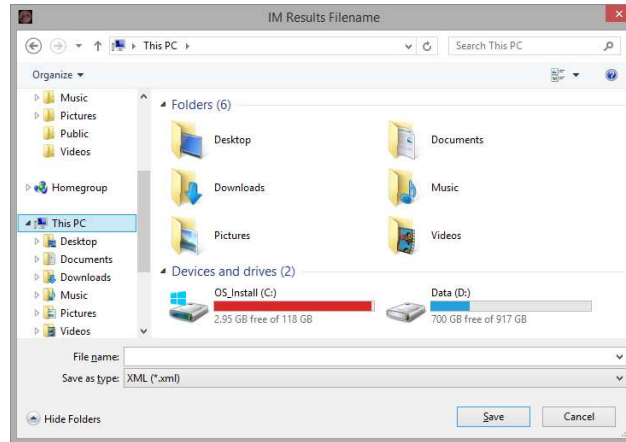 IM Results Filename
This PC
Search This PC
Organize
Music
Pictures
Public
Videos
Homegroup
This PC
Desktop
Documents
Downloads
Music
Pictures
Videos
Folders (6)
Desktop
Documents
Downloads
Music
Pictures
Videos
Devices and drives (2)
OS_Install (C:)
2.95 GB free of 118 GB
Data (D:)
700 GB free of 917 GB
File name:
Save as type: XML (*.xml)
Hide Folders
Save
Cancel